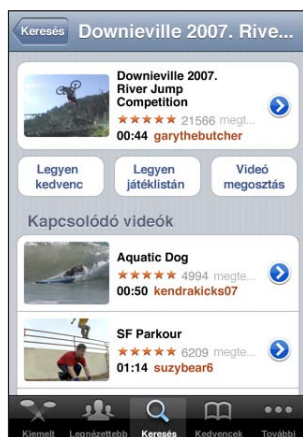 Keresés
Downieville 2007. Rive...
Downieville 2007.
River Jump
Competition
21566 megt...
00:44 garythebutcher
Legyen
kedvenc
Legyen
játéklistán
Videó
megosztás
Kapcsolódó videók
Aquatic Dog
4994 megte...
00:50 kendrakicks07
SF Parkour
6209 megte...
01:14 suzybear6
Kiemelt Legnézettebb Keresés Kedvencek További